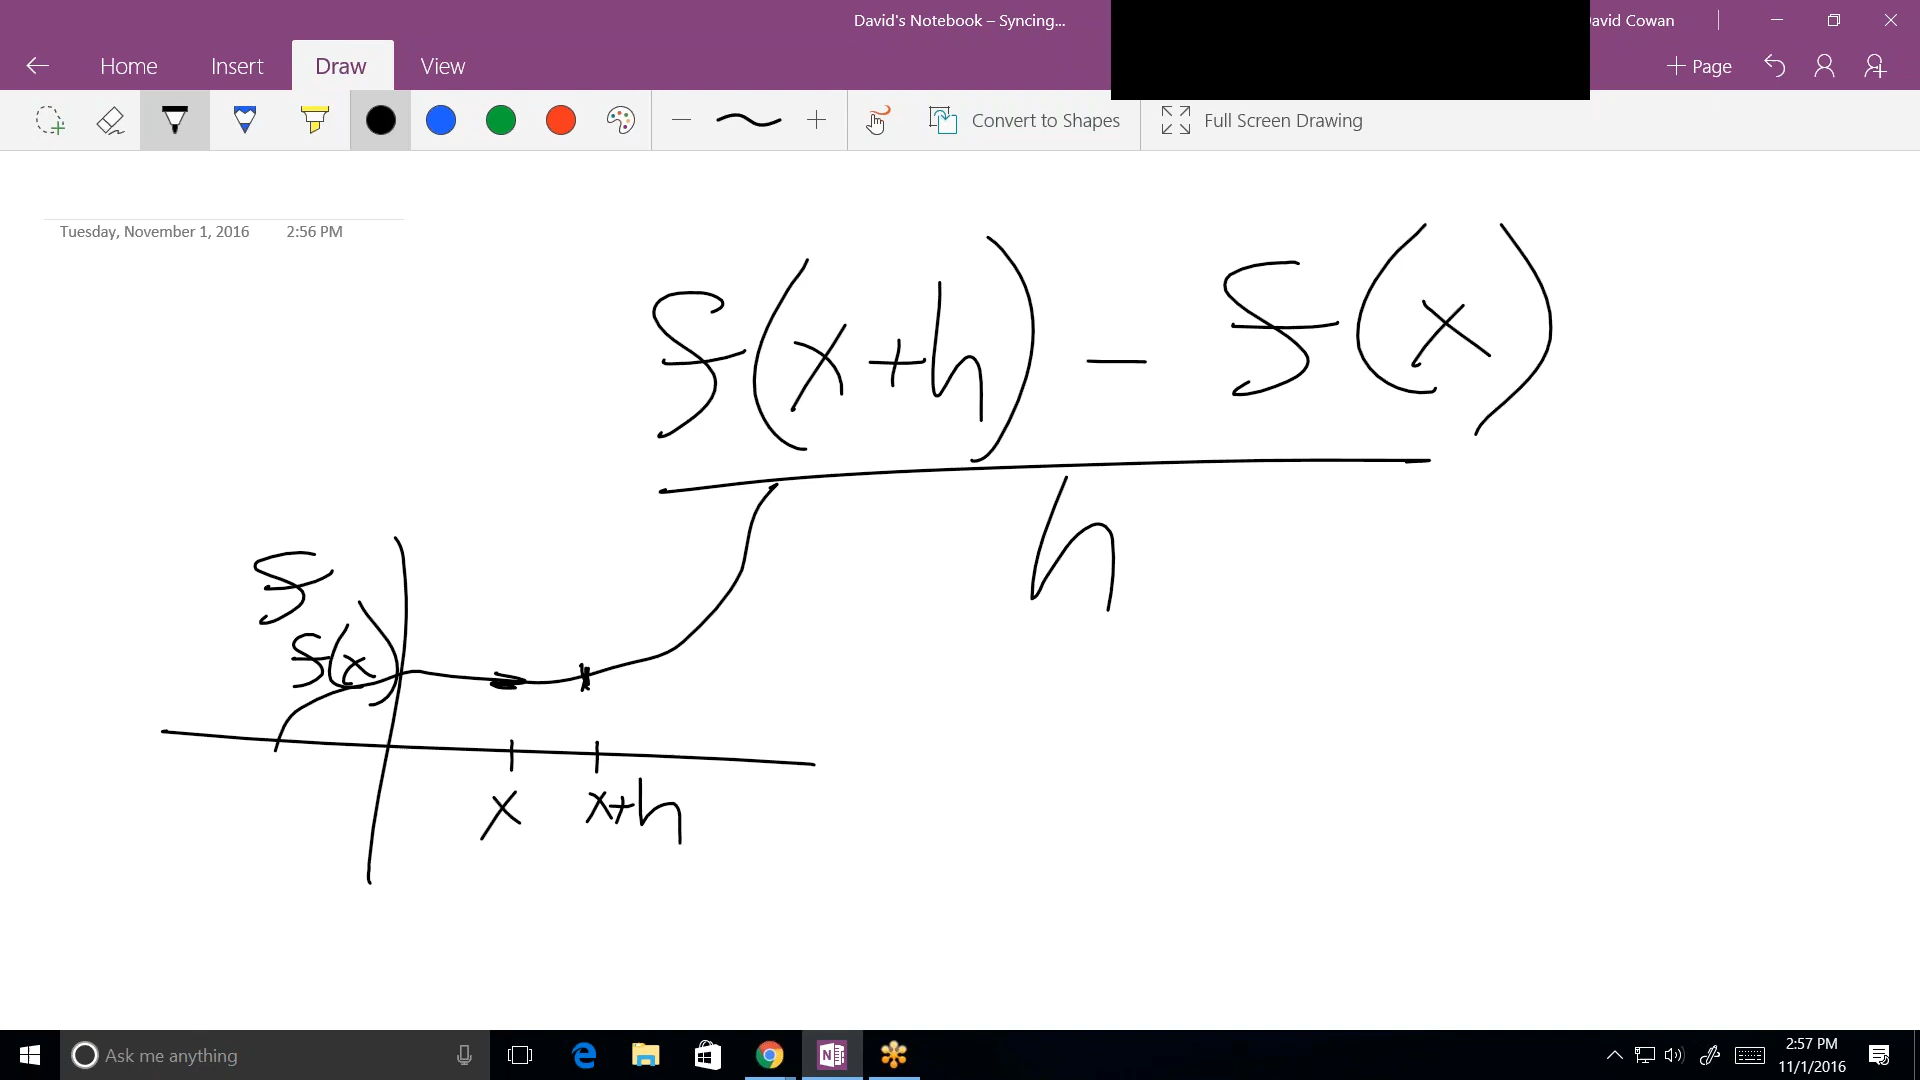 David's Notebook – Syncing...
avid Cowan
Home Insert Draw View
Page
Convert to Shapes Full Screen Drawing
Tuesday, November 1, 2016 2:56 PM
f(x+h) - f(x)
h
f
f(x)
x x+h
Ask me anything
2:57 PM
11/1/2016